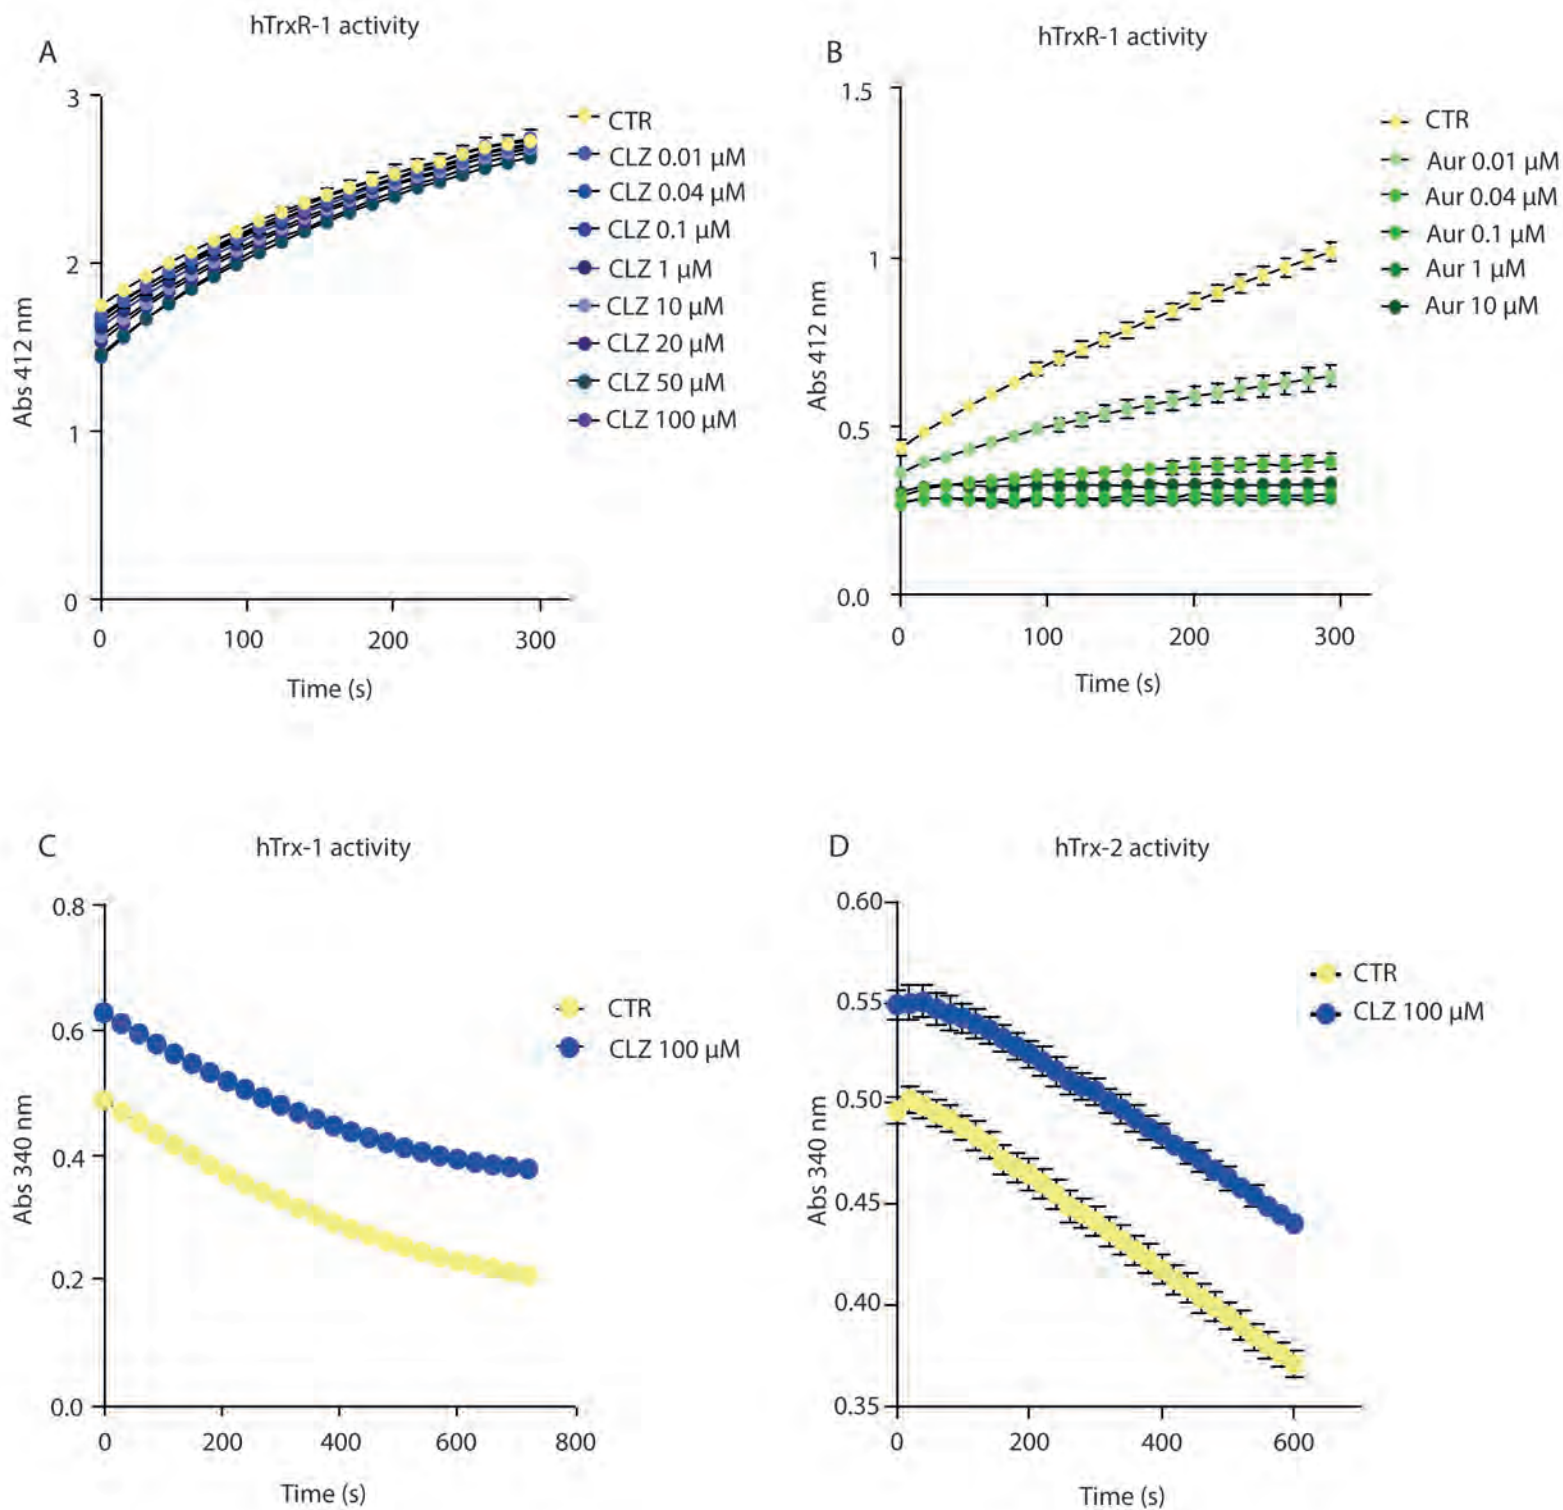 A
hTrxR-1 activity
3
2
1
0
0
100
200
300
Abs 412 nm
Time (s)
CTR
CLZ 0.01 µM
CLZ 0.04 µM
CLZ 0.1 µM
CLZ 1 µM
CLZ 10 µM
CLZ 20 µM
CLZ 50 µM
CLZ 100 µM
B
hTrxR-1 activity
1.5
1
0.5
0.0
0
100
200
300
Abs 412 nm
Time (s)
CTR
Aur 0.01 µM
Aur 0.04 µM
Aur 0.1 µM
Aur 1 µM
Aur 10 µM
C
hTrx-1 activity
0.8
0.6
0.4
0.2
0.0
0
200
400
600
800
Abs 340 nm
Time (s)
CTR
CLZ 100 µM
D
hTrx-2 activity
0.60
0.55
0.50
0.45
0.40
0.35
0
200
400
600
Abs 340 nm
Time (s)
CTR
CLZ 100 µM